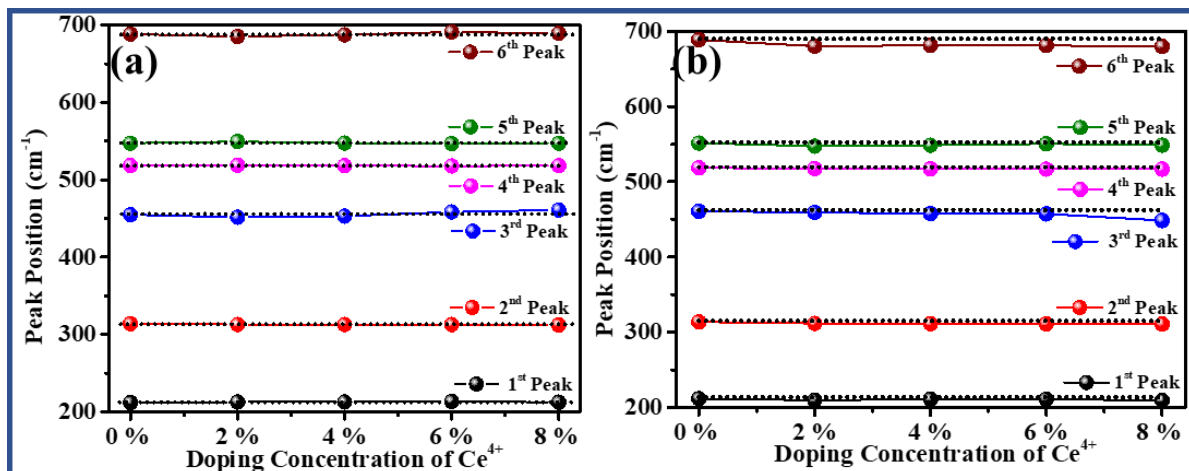 (a)
Peak Position (cm⁻¹)
700
600
500
400
300
200
6ᵗʰ Peak
5ᵗʰ Peak
4ᵗʰ Peak
3ʳᵈ Peak
2ⁿᵈ Peak
1ˢᵗ Peak
0 % 2 % 4 % 6 % 8 %
Doping Concentration of Ce⁴⁺
(b)
Peak Position (cm⁻¹)
700
600
500
400
300
200
6ᵗʰ Peak
5ᵗʰ Peak
4ᵗʰ Peak
3ʳᵈ Peak
2ⁿᵈ Peak
1ˢᵗ Peak
0 % 2 % 4 % 6 % 8 %
Doping Concentration of Ce⁴⁺